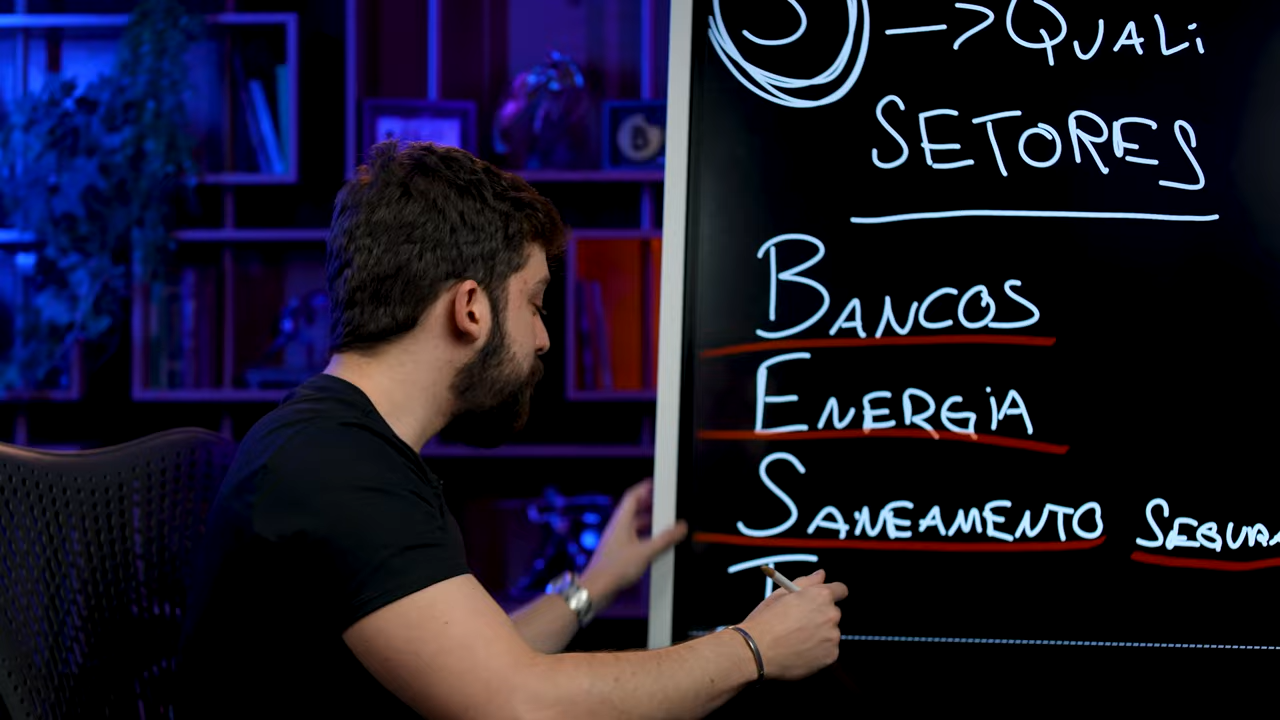 -> QUALi
SETORES
BANCOS
ENERGiA
SANEAMENTO
T